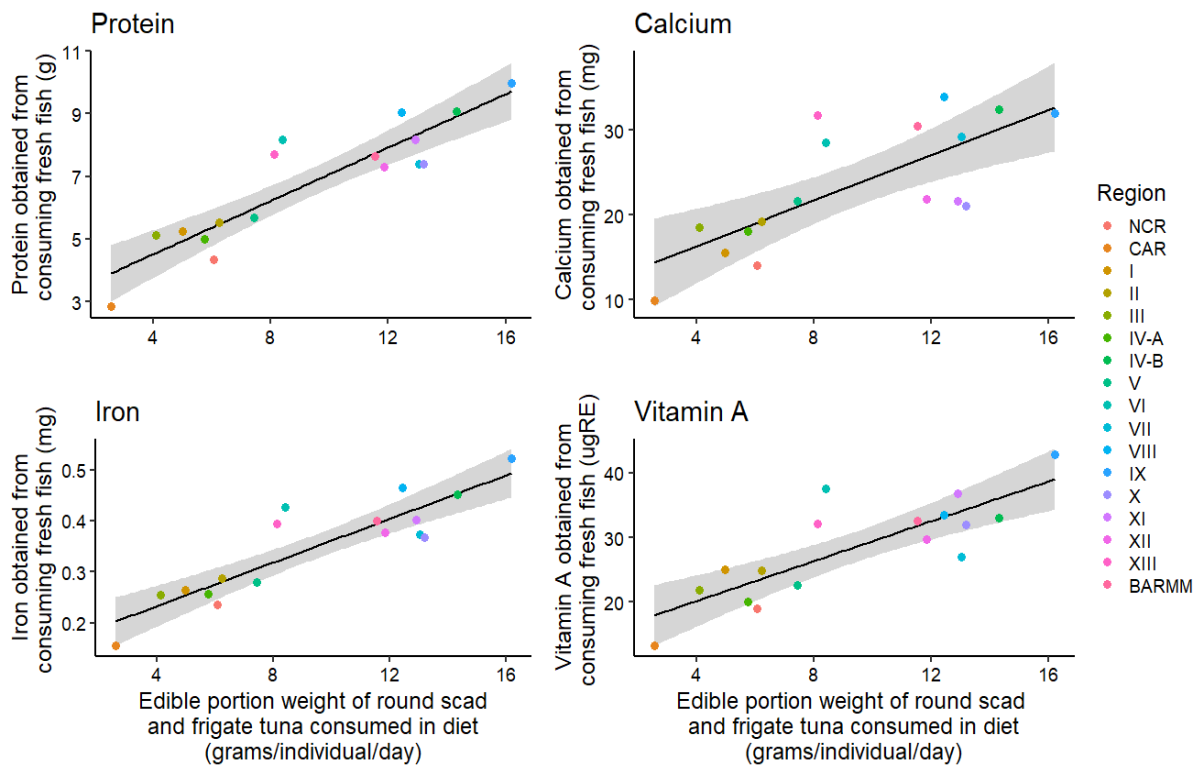 Protein
Protein obtained from
consuming fresh fish (g)
11
9
7
5
3
4
8
12
16
Calcium
Calcium obtained from
consuming fresh fish (mg)
30
20
10
4
8
12
16
Iron
Iron obtained from
consuming fresh fish (mg)
0.5
0.4
0.3
0.2
4
8
12
16
Edible portion weight of round scad
and frigate tuna consumed in diet
(grams/individual/day)
Vitamin A
Vitamin A obtained from
consuming fresh fish (ugRE)
40
30
20
4
8
12
16
Edible portion weight of round scad
and frigate tuna consumed in diet
(grams/individual/day)
Region
NCR
CAR
I
II
III
IV-A
IV-B
V
VI
VII
VIII
IX
X
XI
XII
XIII
BARMM